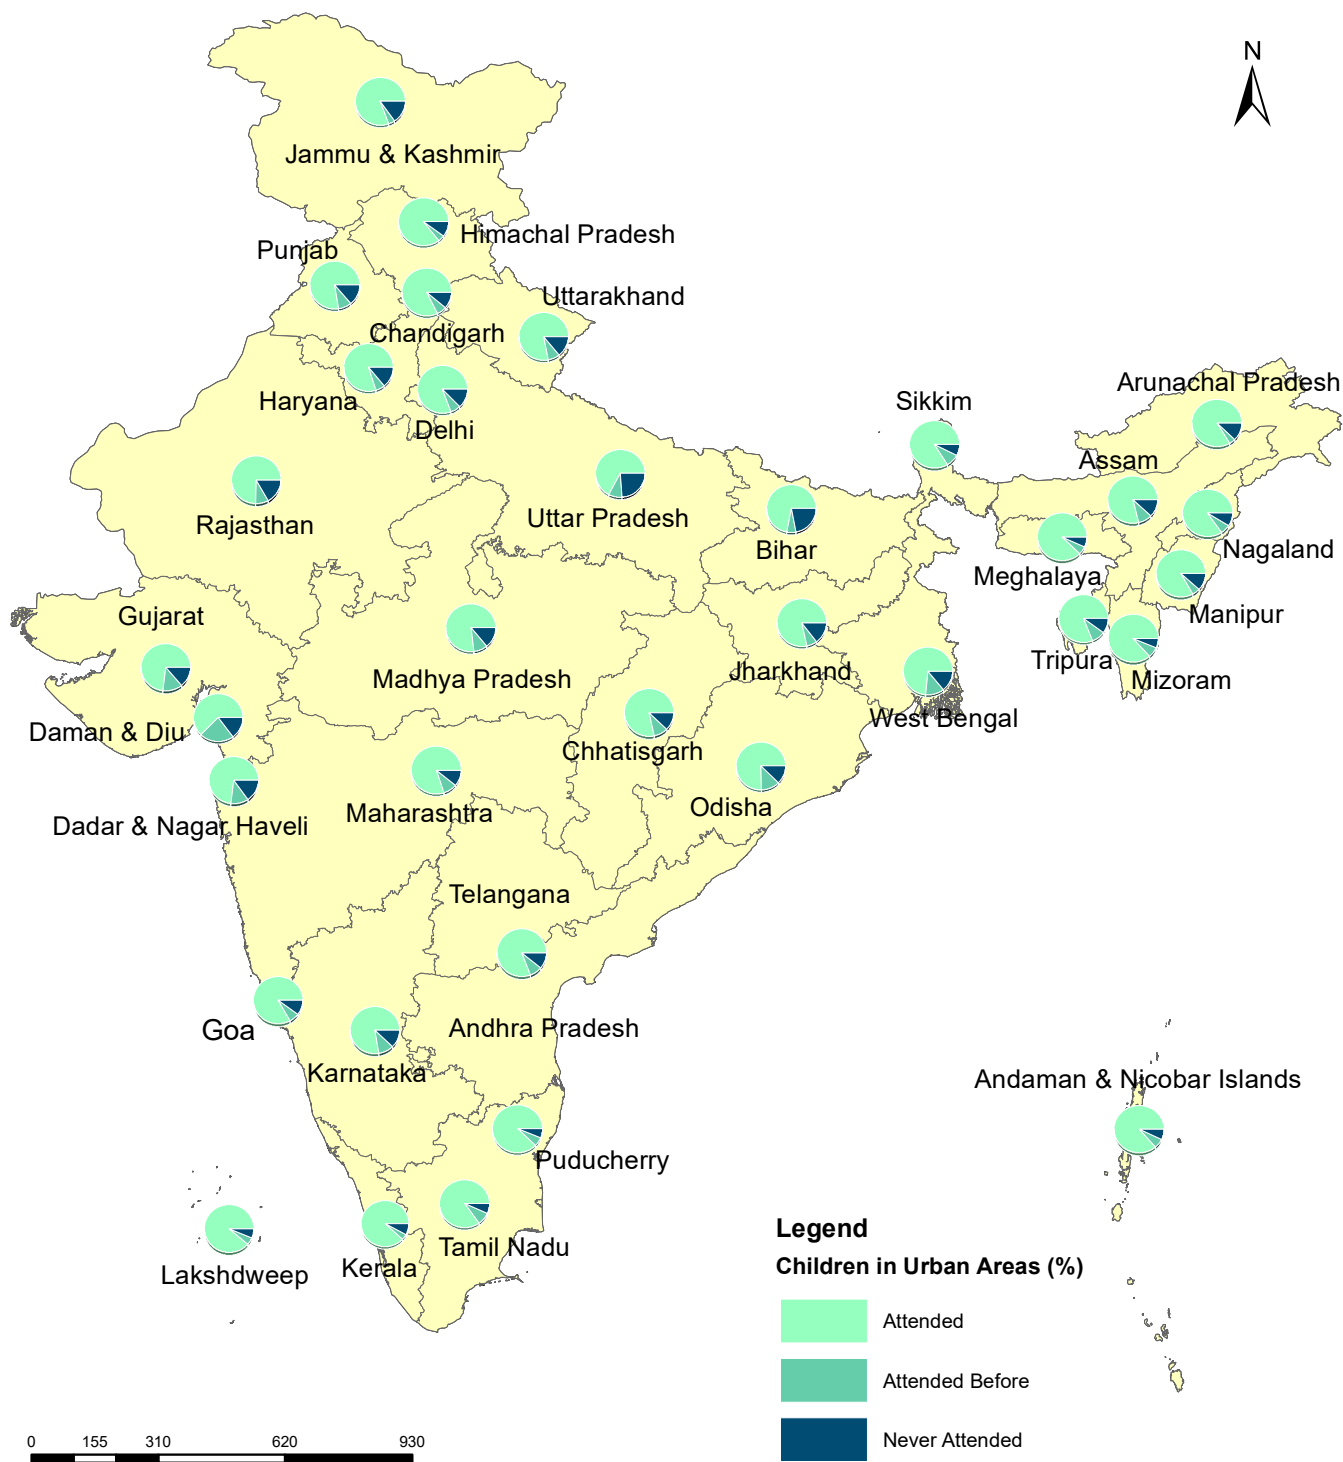 N
Jammu & Kashmir
Himachal Pradesh
Punjab
Uttarakhand
Chandigarh
Haryana
Delhi
Arunachal Pradesh
Sikkim
Assam
Rajasthan
Uttar Pradesh
Bihar
Nagaland
Meghalaya
Manipur
Gujarat
Tripura
Mizoram
Jharkhand
Madhya Pradesh
West Bengal
Daman & Diu
Chhatisgarh
Odisha
Maharashtra
Dadar & Nagar Haveli
Telangana
Goa
Andhra Pradesh
Karnataka
Andaman & Nicobar Islands
Puducherry
Tamil Nadu
Kerala
Lakshdweep
Legend
Children in Urban Areas (%)
Attended
Attended Before
Never Attended
0 155 310 620 930